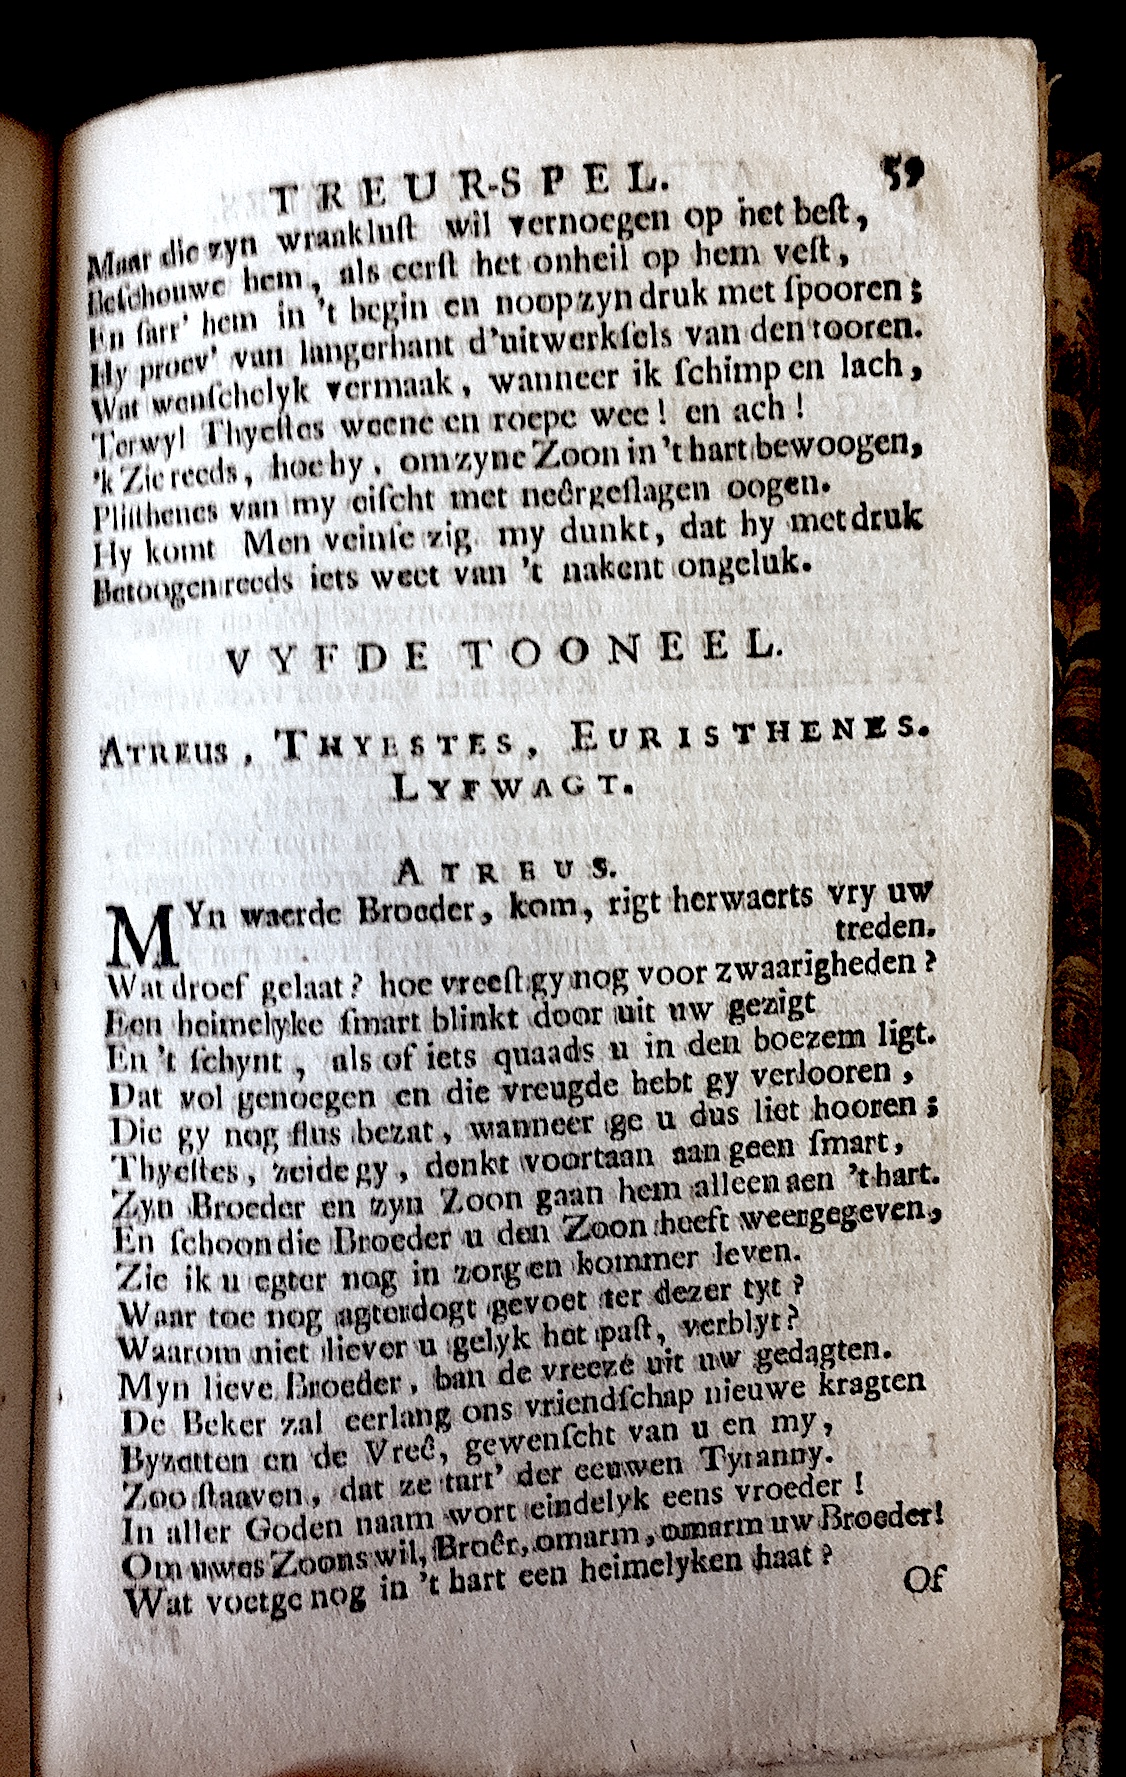 TREUR-SPEL. 59
Maar die zyn wraakluſt wil vernoegen op het beſt,
Beſchouwe hem, als eerſt het onheil op hem veſt,
En ſarr' hem in 't begin en noop zyn druk met ſpooren;
Hy proev' van langerhant d'uitwerkſels van den tooren.
Wat wenſchelyk vermaak, wanneer ik ſchimp en lach,
Terwyl Thyeſtes weene en roepe wee! en ach!
'k Zie reeds, hoe hy, om zyne Zoon in 't hart bewoogen,
Pliſthenes van my eiſcht met neêrgeſlagen oogen.
Hy komt Men veinſe zig my dunkt, dat hy met druk
Betoogen reeds iets weet van 't nakent ongeluk.
VYFDE TOONEEL.
ATREUS, THYESTES, EURISTHENES.
LYFWAGT.
ATREUS.
MYn waerde Broeder, kom, rigt herwaerts vry uw
treden.
Wat droef gelaat? hoe vreeſt gy nog voor zwaarigheden?
Een heimelyke ſmart blinkt door uit uw gezigt
En 't ſchynt, als of iets quaads u in den boezem ligt.
Dat vol genoegen en die vreugde hebt gy verlooren,
Die gy nog flus bezat, wanneer ge u dus liet hooren;
Thyeſtes, zeide gy, denkt voortaan aan geen ſmart,
Zyn Broeder en zyn Zoon gaan hem alleen aen 't hart.
En ſchoon die Broeder u den Zoon heeft weergegeven,
Zie ik u egter nog in zorg en kommer leven.
Waar toe nog agterdogt gevoet ter dezer tyt?
Waarom niet liever u gelyk het paſt, verblyt?
Myn lieve Broeder, ban de vreeze uit uw gedagten.
De Beker zal eerlang ons vriendſchap nieuwe kragten
Byzetten en de Vreê, gewenſcht van u en my,
Zoo ſtaaven, dat ze tart' der eeuwen Tyranny.
In aller Goden naam wort eindelyk eens vroeder!
Om uwes Zoons wil, Broêr, omarm, omarm uw Broeder!
Wat voetge nog in 't hart een heimelyken haat?
Of